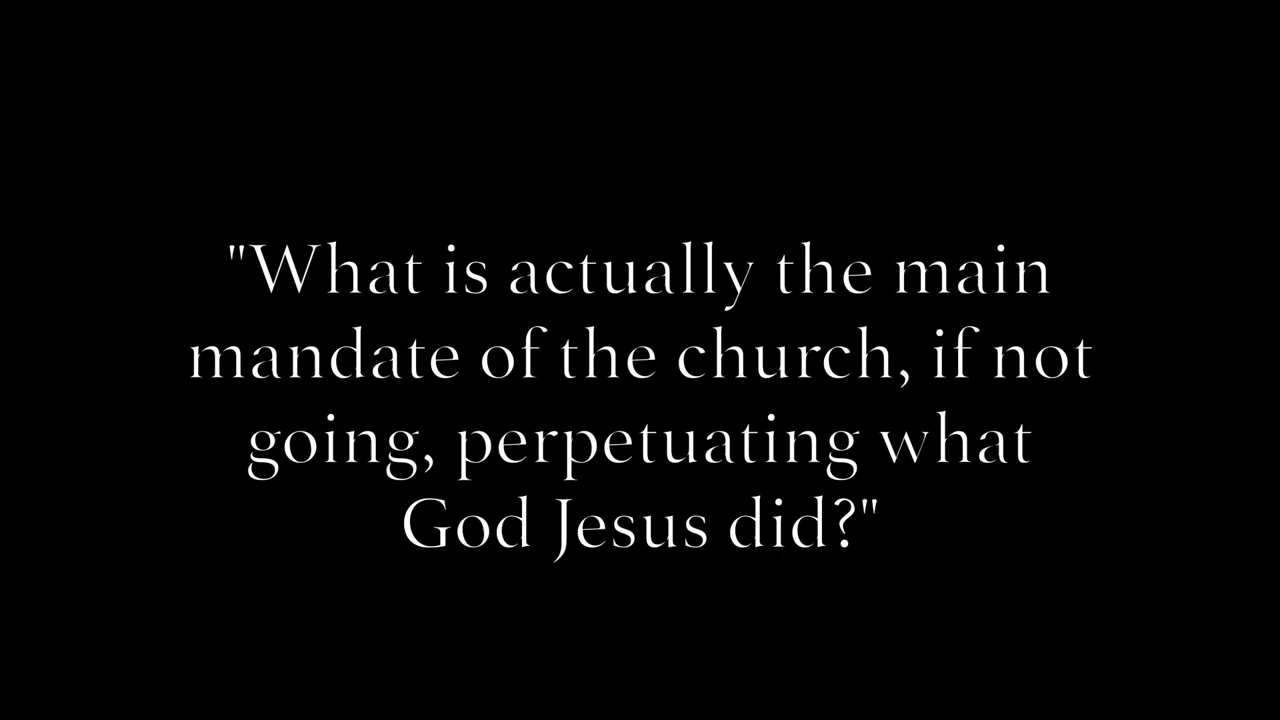 "What is actually the main
mandate of the church, if not
going, perpetuating what
God Jesus did?"